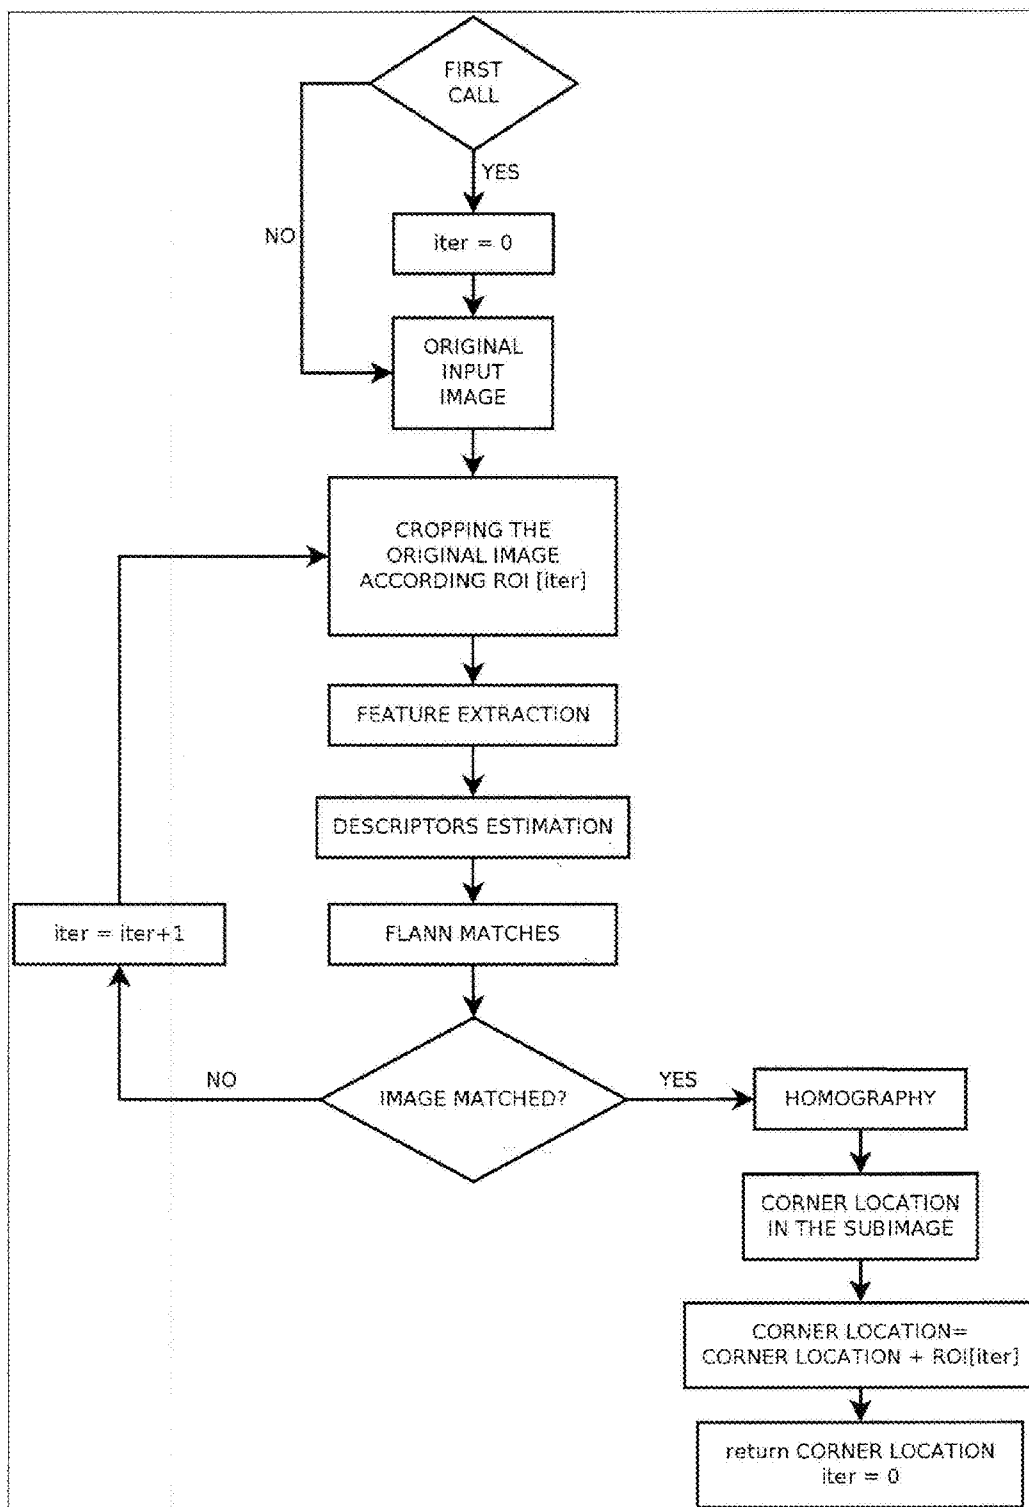 FIRST
CALL
YES
NO
iter = 0
ORIGINAL
INPUT
IMAGE
CROPPING THE
ORIGINAL IMAGE
ACCORDING ROI [iter]
FEATURE EXTRACTION
DESCRIPTORS ESTIMATION
iter = iter+1
FLANN MATCHES
NO
IMAGE MATCHED?
YES
HOMOGRAPHY
CORNER LOCATION
IN THE SUBIMAGE
CORNER LOCATION=
CORNER LOCATION + ROI[iter]
return CORNER LOCATION
iter = 0